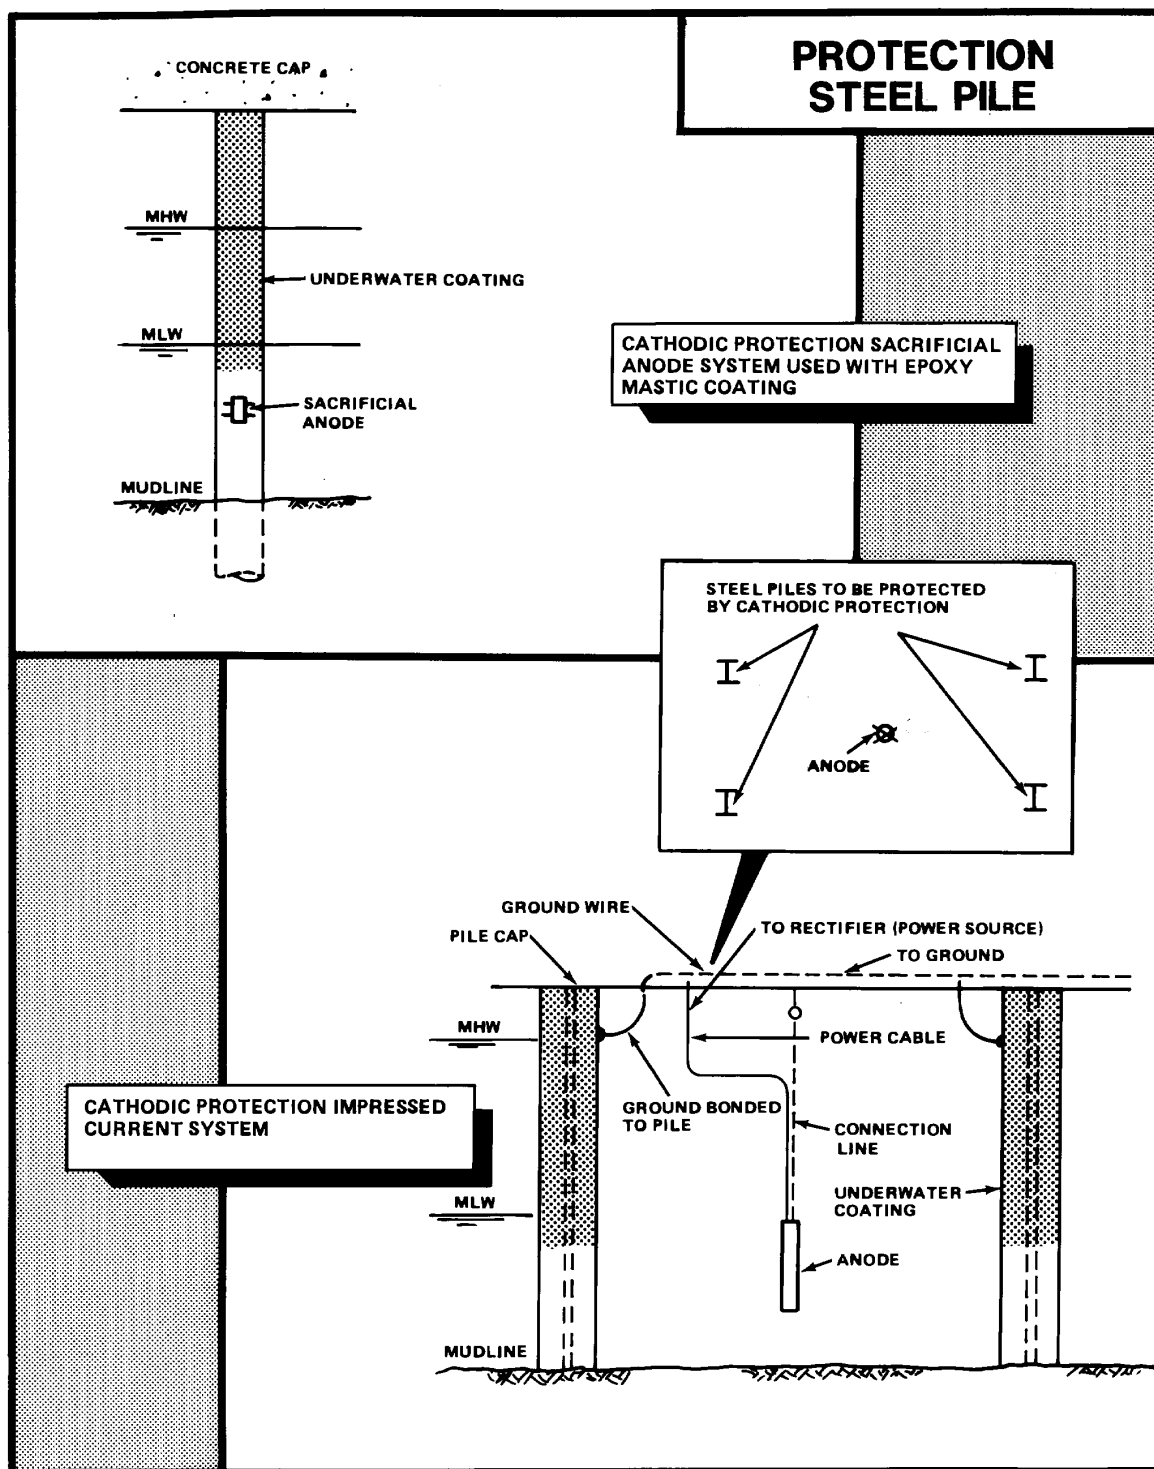 PROTECTION
STEEL PILE
CONCRETE CAP
MHW
UNDERWATER COATING
MLW
SACRIFICIAL
ANODE
MUDLINE
CATHODIC PROTECTION SACRIFICIAL
ANODE SYSTEM USED WITH EPOXY
MASTIC COATING
STEEL PILES TO BE PROTECTED
BY CATHODIC PROTECTION
ANODE
GROUND WIRE
PILE CAP
TO RECTIFIER (POWER SOURCE)
TO GROUND
MHW
POWER CABLE
CATHODIC PROTECTION IMPRESSED
CURRENT SYSTEM
GROUND BONDED
TO PILE
CONNECTION
LINE
MLW
UNDERWATER
COATING
ANODE
MUDLINE